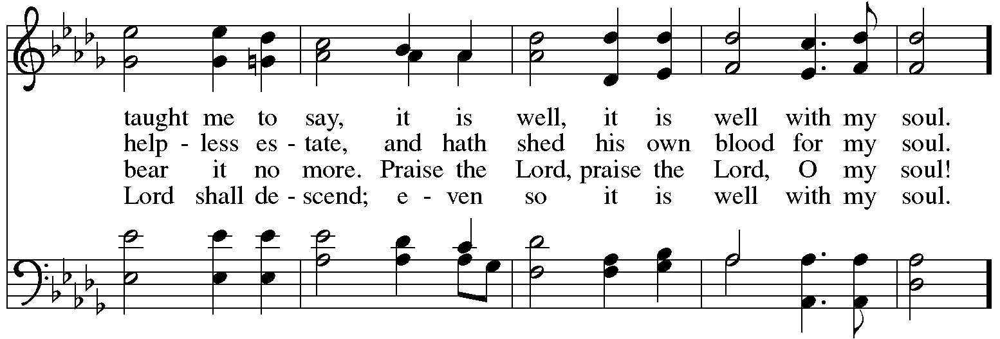 taught me to say, it is well, it is well with my soul.
help - less es - tate, and hath shed his own blood for my soul.
bear it no more. Praise the Lord, praise the Lord, O my soul!
Lord shall de - scend; e - ven so it is well with my soul.